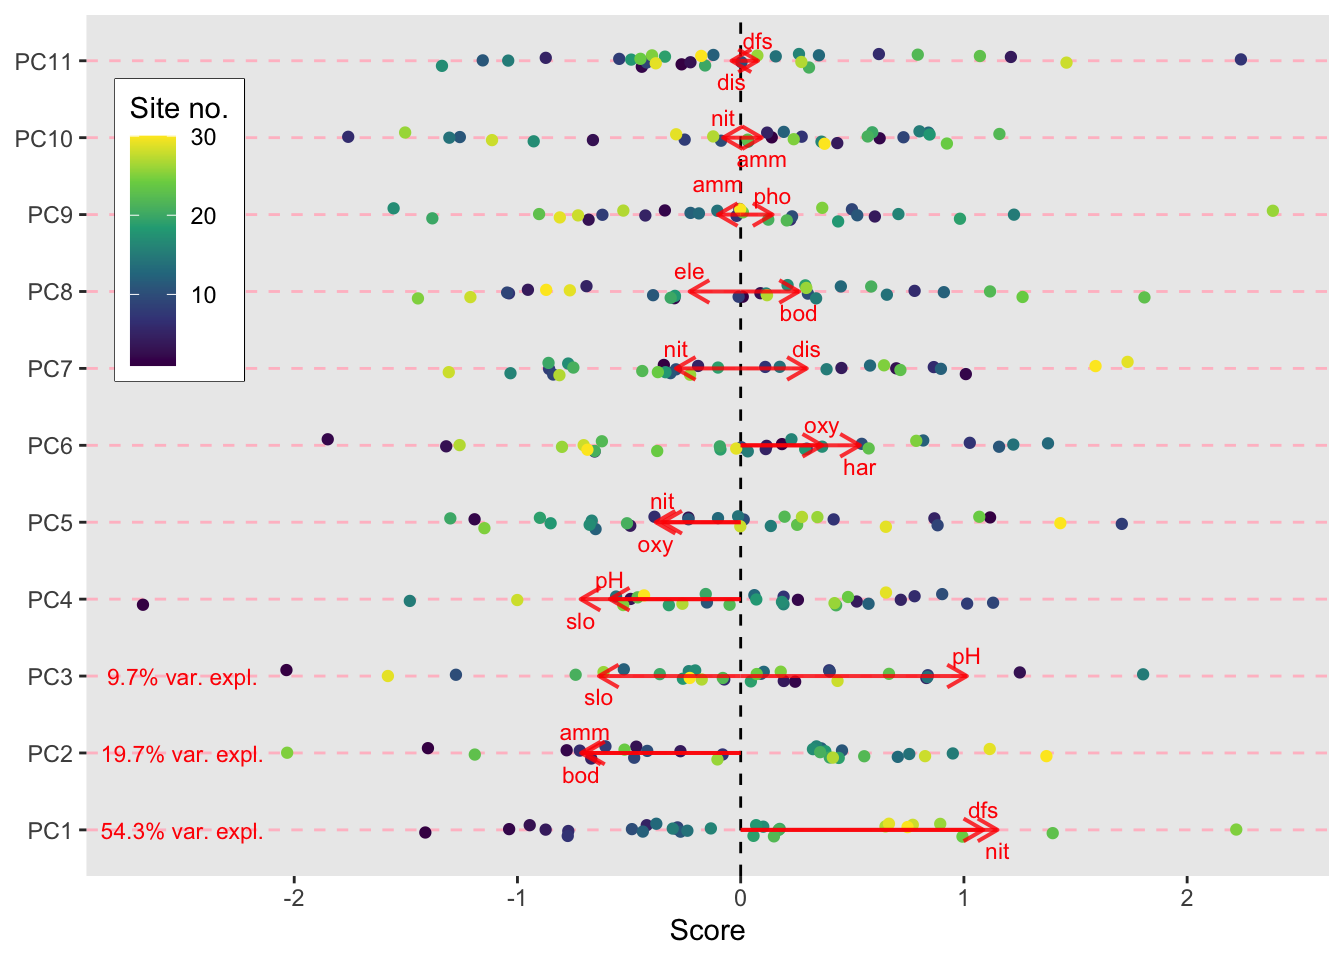 PC11
dfs
dis
Site no.
30
20
10
PC10
nit
amm
PC9
amm
pho
PC8
ele
bod
PC7
nit
dis
PC6
oxy
har
PC5
nit
oxy
PC4
pH
slo
PC3
9.7% var. expl.
pH
slo
PC2
19.7% var. expl.
amm
bod
PC1
54.3% var. expl.
dfs
nit
-2
-1
0
1
2
Score